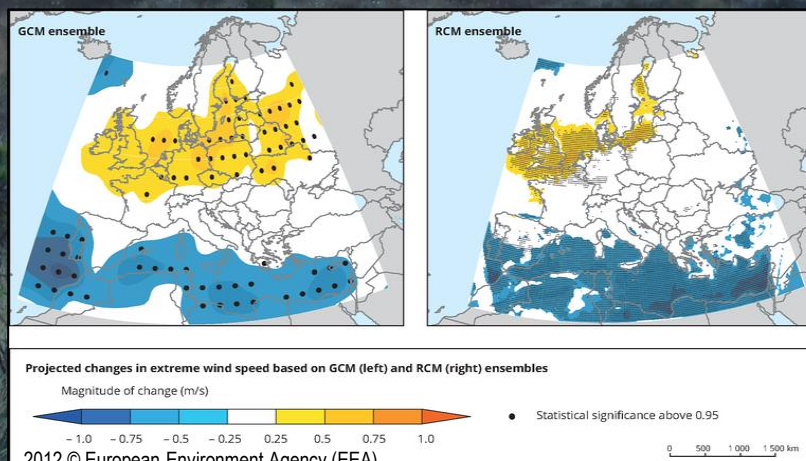 GCM ensemble
RCM ensemble
Projected changes in extreme wind speed based on GCM (left) and RCM (right) ensembles
Magnitude of change (m/s)
– 1.0 – 0.75 – 0.5 – 0.25 0.25 0.5 0.75 1.0
Statistical significance above 0.95
0 500 1 000 1 500 km
2012 © European Environment Agency (EEA)